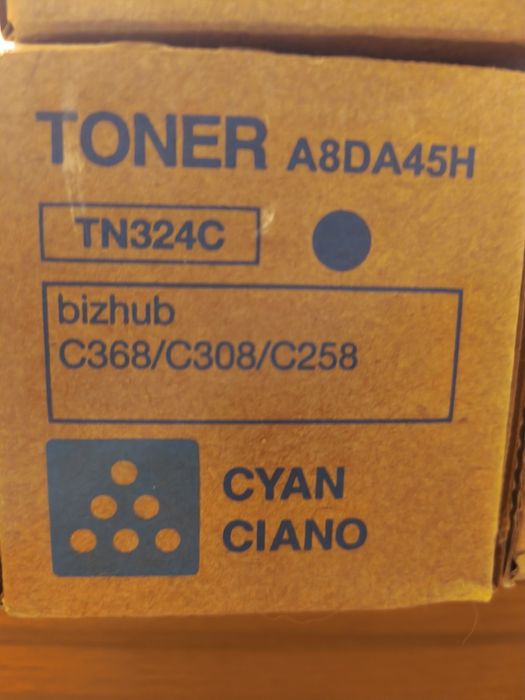 TONER A8DA45H
TN324C
bizhub
C368/C308/C258
CYAN
CIANO